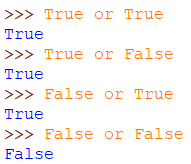 >>> True or True
True
>>> True or False
True
>>> False or True
True
>>> False or False
False